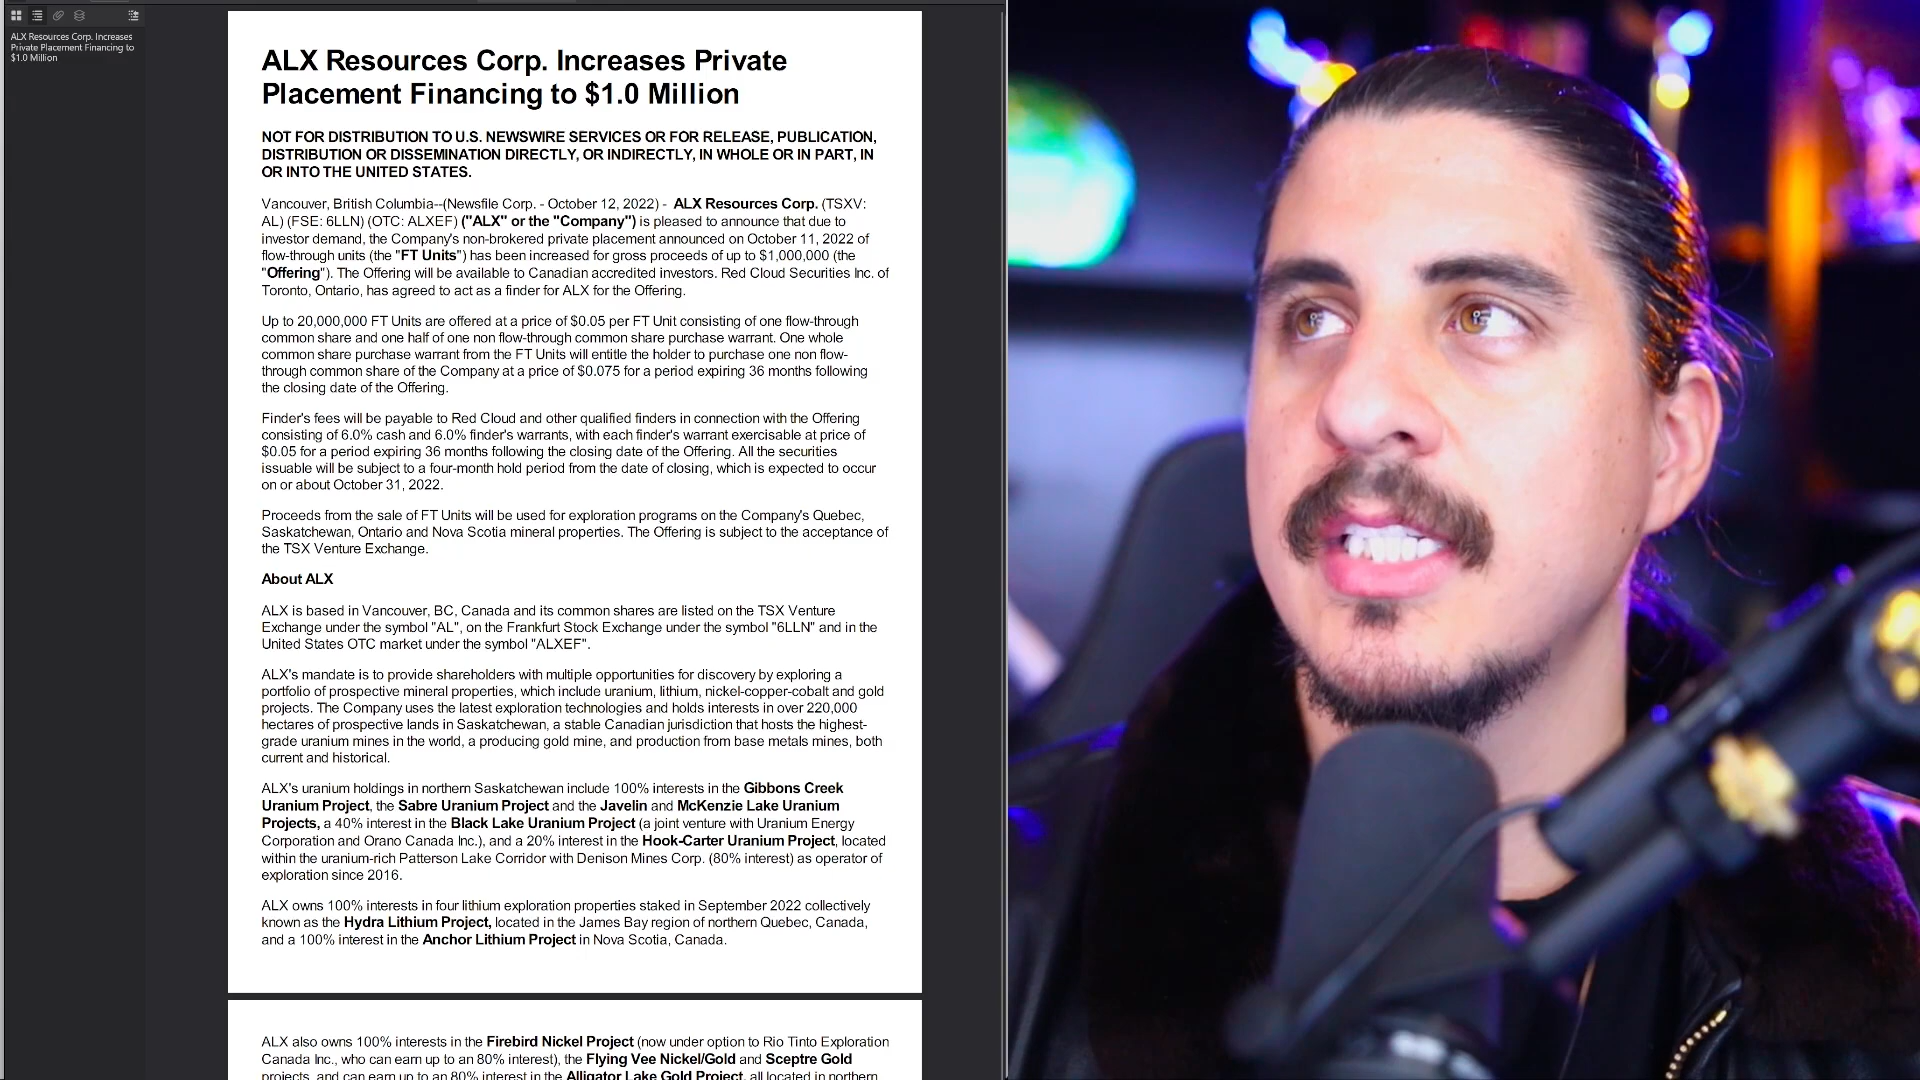 ALX Resources Corp. Increases
Private Placement Financing to
$1.0 Million
ALX Resources Corp. Increases Private
Placement Financing to $1.0 Million
NOT FOR DISTRIBUTION TO U.S. NEWSWIRE SERVICES OR FOR RELEASE, PUBLICATION,
DISTRIBUTION OR DISSEMINATION DIRECTLY, OR INDIRECTLY, IN WHOLE OR IN PART, IN
OR INTO THE UNITED STATES.
Vancouver, British Columbia--(Newsfile Corp. - October 12, 2022) - ALX Resources Corp. (TSXV:
AL) (FSE: 6LLN) (OTC: ALXEF) ("ALX" or the "Company") is pleased to announce that due to
investor demand, the Company's non-brokered private placement announced on October 11, 2022 of
flow-through units (the "FT Units") has been increased for gross proceeds of up to $1,000,000 (the
"Offering"). The Offering will be available to Canadian accredited investors. Red Cloud Securities Inc. of
Toronto, Ontario, has agreed to act as a finder for ALX for the Offering.
Up to 20,000,000 FT Units are offered at a price of $0.05 per FT Unit consisting of one flow-through
common share and one half of one non flow-through common share purchase warrant. One whole
common share purchase warrant from the FT Units will entitle the holder to purchase one non flow-
through common share of the Company at a price of $0.075 for a period expiring 36 months following
the closing date of the Offering.
Finder's fees will be payable to Red Cloud and other qualified finders in connection with the Offering
consisting of 6.0% cash and 6.0% finder's warrants, with each finder's warrant exercisable at price of
$0.05 for a period expiring 36 months following the closing date of the Offering. All the securities
issuable will be subject to a four-month hold period from the date of closing, which is expected to occur
on or about October 31, 2022.
Proceeds from the sale of FT Units will be used for exploration programs on the Company's Quebec,
Saskatchewan, Ontario and Nova Scotia mineral properties. The Offering is subject to the acceptance of
the TSX Venture Exchange.
About ALX
ALX is based in Vancouver, BC, Canada and its common shares are listed on the TSX Venture
Exchange under the symbol "AL", on the Frankfurt Stock Exchange under the symbol "6LLN" and in the
United States OTC market under the symbol "ALXEF".
ALX's mandate is to provide shareholders with multiple opportunities for discovery by exploring a
portfolio of prospective mineral properties, which include uranium, lithium, nickel-copper-cobalt and gold
projects. The Company uses the latest exploration technologies and holds interests in over 220,000
hectares of prospective lands in Saskatchewan, a stable Canadian jurisdiction that hosts the highest-
grade uranium mines in the world, a producing gold mine, and production from base metals mines, both
current and historical.
ALX's uranium holdings in northern Saskatchewan include 100% interests in the Gibbons Creek
Uranium Project, the Sabre Uranium Project and the Javelin and McKenzie Lake Uranium
Projects, a 40% interest in the Black Lake Uranium Project (a joint venture with Uranium Energy
Corporation and Orano Canada Inc.), and a 20% interest in the Hook-Carter Uranium Project, located
within the uranium-rich Patterson Lake Corridor with Denison Mines Corp. (80% interest) as operator of
exploration since 2016.
ALX owns 100% interests in four lithium exploration properties staked in September 2022 collectively
known as the Hydra Lithium Project, located in the James Bay region of northern Quebec, Canada,
and a 100% interest in the Anchor Lithium Project in Nova Scotia, Canada.
ALX also owns 100% interests in the Firebird Nickel Project (now under option to Rio Tinto Exploration
Canada Inc., who can earn up to an 80% interest), the Flying Vee Nickel/Gold and Sceptre Gold
projects, and can earn up to an 80% interest in the Alligator Lake Gold Project, all located in northern